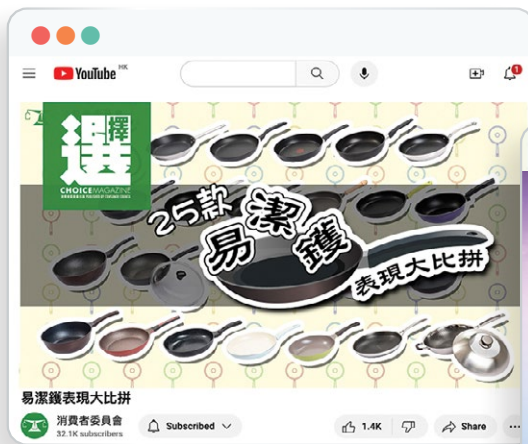 YouTube HK
1
選擇
CHOICE MAGAZINE
25款
易潔鑊
表現大比拼
易潔鑊表現大比拼
消費者委員會
32.1K subscribers
Subscribed
1.4K
Share